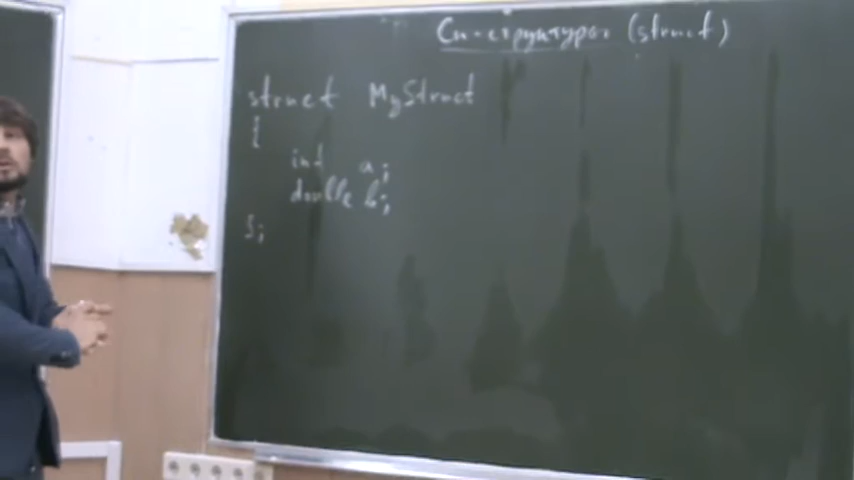 Си-структуры (struct)
struct MyStruct
{
int a;
double b;
};